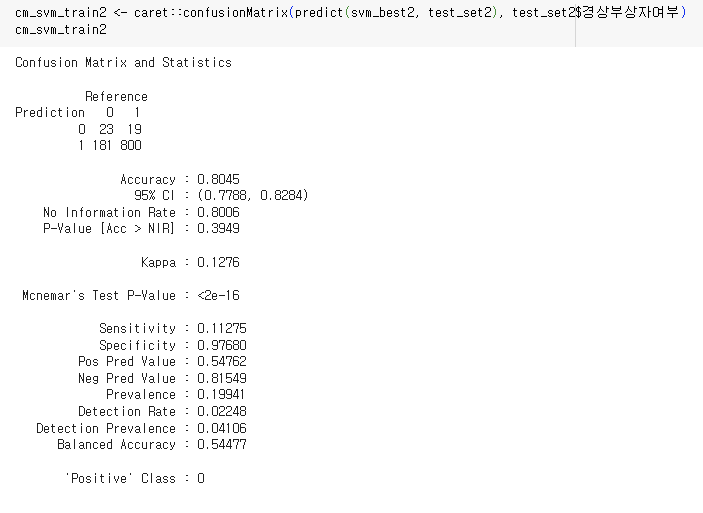 cm_svm_train2 <- caret::confusionMatrix(predict(svm_best2, test_set2), test_set2$경상부상자여부)
cm_svm_train2
Confusion Matrix and Statistics
Reference
Prediction 0 1
0 23 19
1 181 800
Accuracy : 0.8045
95% CI : (0.7788, 0.8284)
No Information Rate : 0.8006
P-Value [Acc > NIR] : 0.3949
Kappa : 0.1276
Mcnemar's Test P-Value : <2e-16
Sensitivity : 0.11275
Specificity : 0.97680
Pos Pred Value : 0.54762
Neg Pred Value : 0.81549
Prevalence : 0.19941
Detection Rate : 0.02248
Detection Prevalence : 0.04106
Balanced Accuracy : 0.54477
'Positive' Class : 0